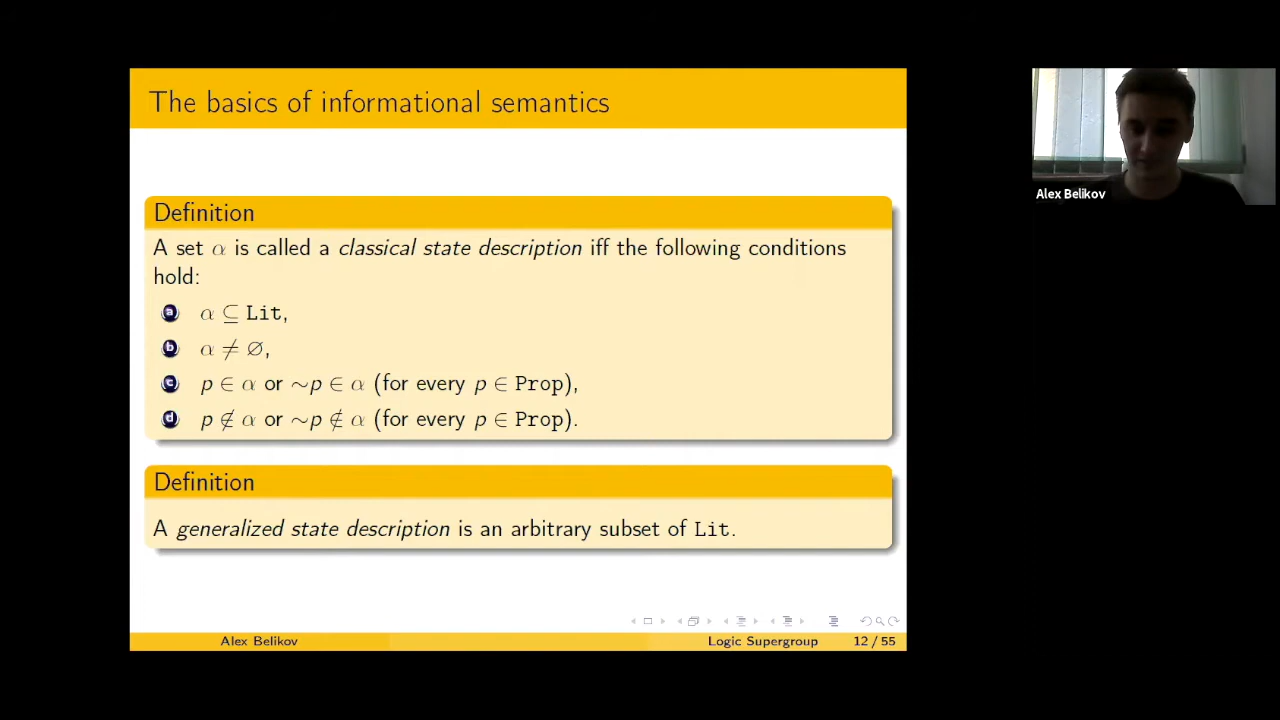 The basics of informational semantics
Alex Belikov
Definition
A set α is called a classical state description iff the following conditions
hold:
a α ⊆ Lit,
b α ≠ ∅,
c p ∈ α or ∼p ∈ α (for every p ∈ Prop),
d p ∉ α or ∼p ∉ α (for every p ∈ Prop).
Definition
A generalized state description is an arbitrary subset of Lit.
Alex Belikov Logic Supergroup 12 / 55